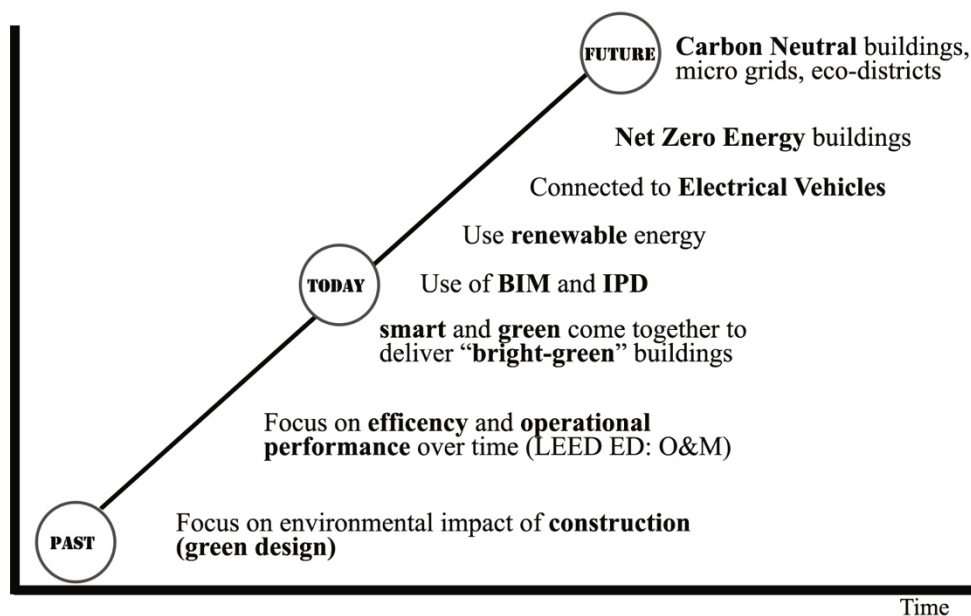 FUTURE
Carbon Neutral buildings,
micro grids, eco-districts
Net Zero Energy buildings
Connected to Electrical Vehicles
Use renewable energy
TODAY
Use of BIM and IPD
smart and green come together to
deliver “bright-green” buildings
Focus on efficency and operational
performance over time (LEED ED: O&M)
PAST
Focus on environmental impact of construction
(green design)
Time